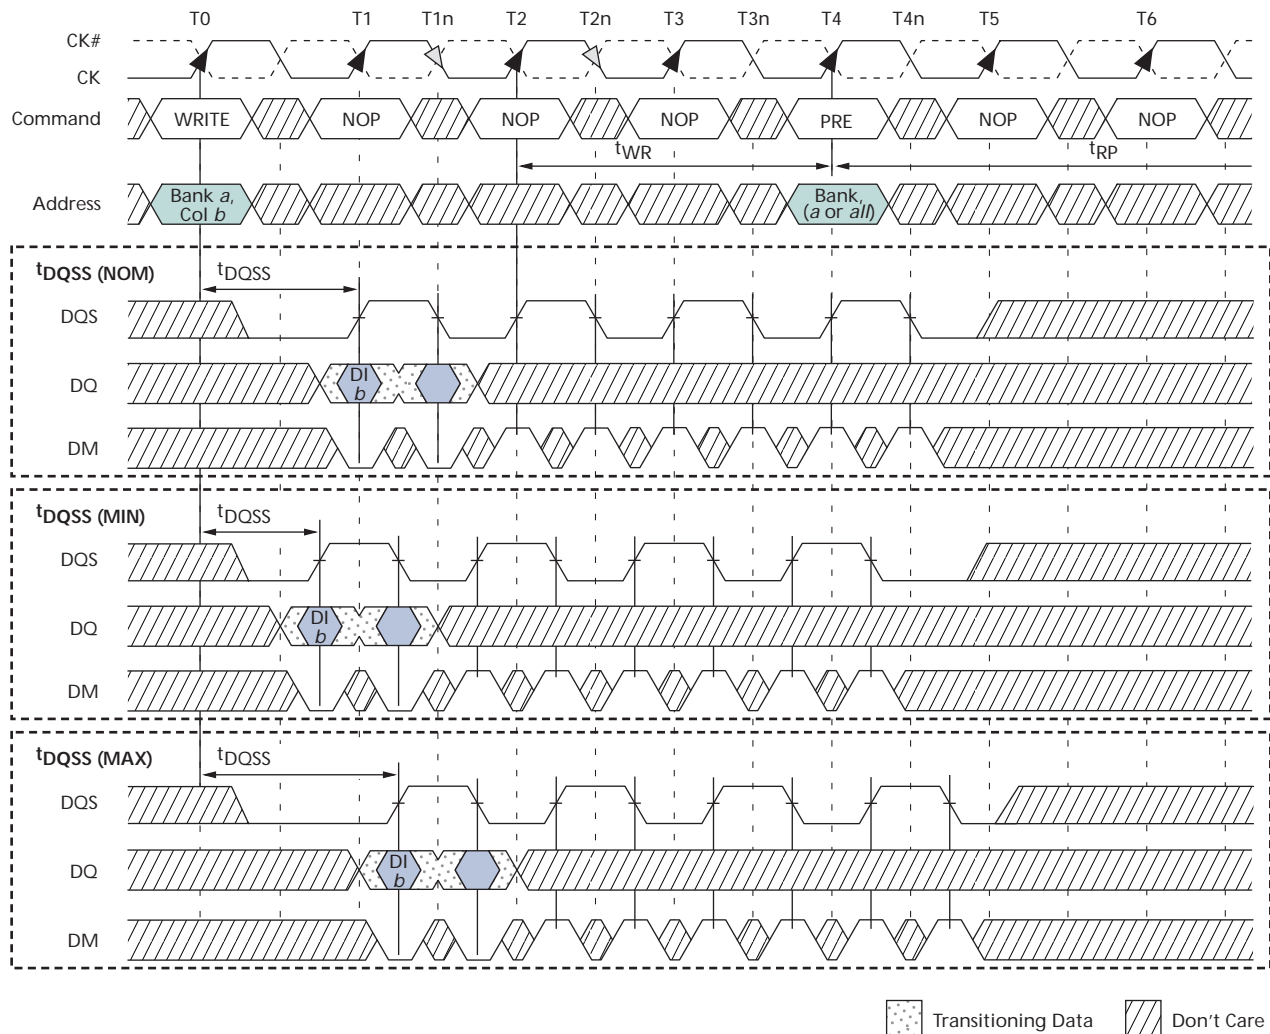 T0 T1 T1n T2 T2n T3 T3n T4 T4n T5 T6
CK#
CK
Command WRITE NOP NOP NOP PRE NOP NOP
tWR tRP
Address Bank a, Col b Bank, (a or all)
tDQSS (NOM) tDQSS
DQS
DQ DI b
DM
tDQSS (MIN) tDQSS
DQS
DQ DI b
DM
tDQSS (MAX) tDQSS
DQS
DQ DI b
DM
Transitioning Data Don't Care